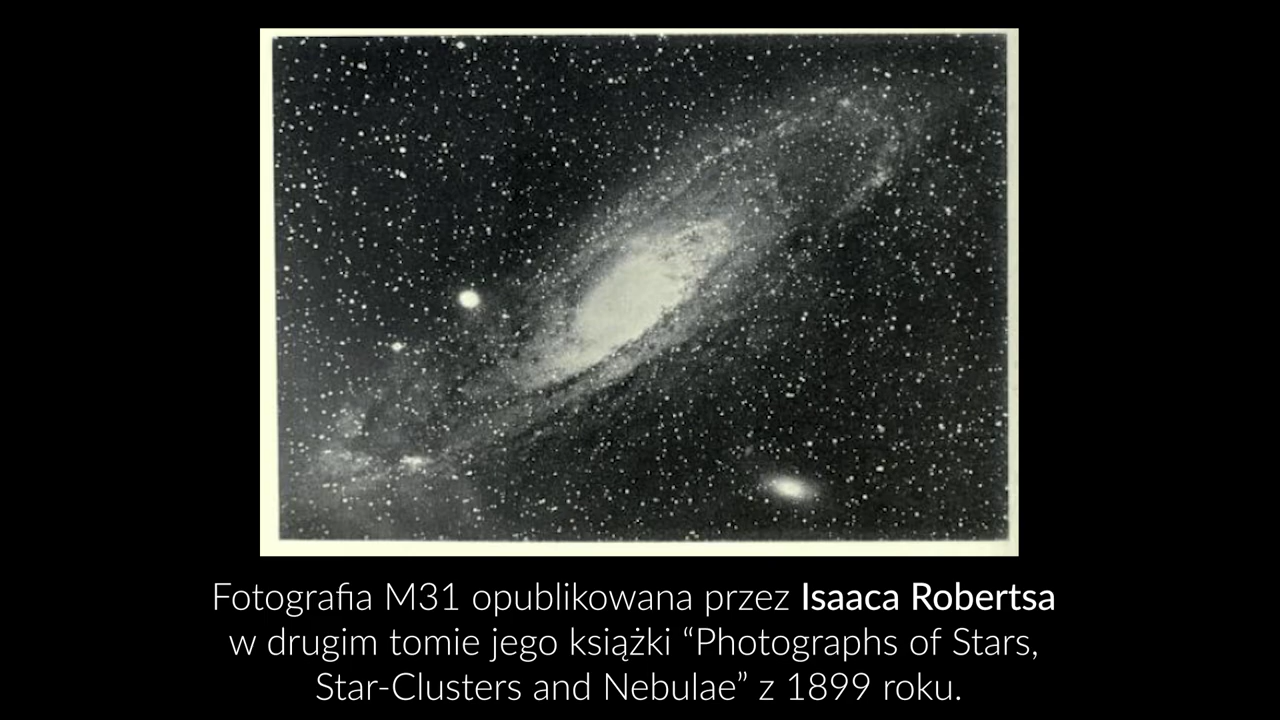 Fotografia M31 opublikowana przez Isaaca Robertsa
w drugim tomie jego książki “Photographs of Stars,
Star-Clusters and Nebulae” z 1899 roku.